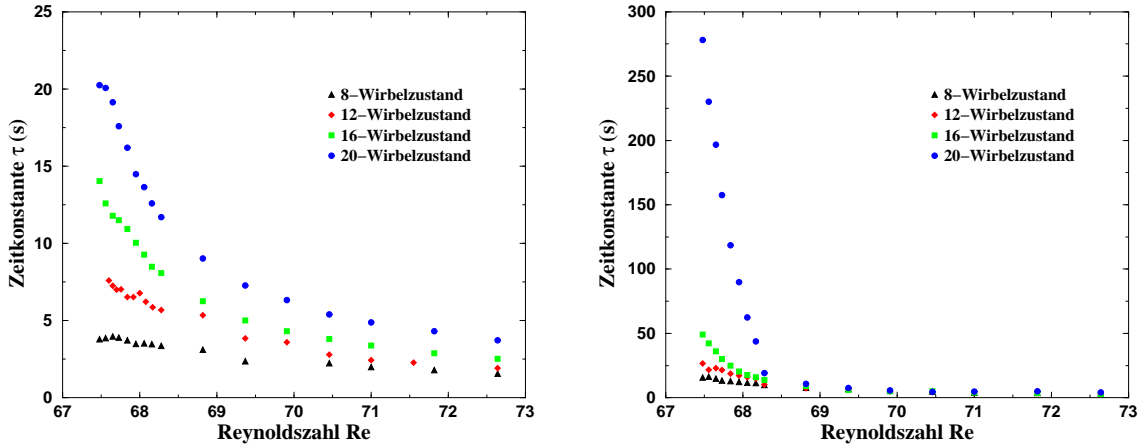 25
20
15
10
5
0
Zeitkonstante τ (s)
8−Wirbelzustand
12−Wirbelzustand
16−Wirbelzustand
20−Wirbelzustand
67 68 69 70 71 72 73
Reynoldszahl Re
300
250
200
150
100
50
0
Zeitkonstante τ (s)
8−Wirbelzustand
12−Wirbelzustand
16−Wirbelzustand
20−Wirbelzustand
67 68 69 70 71 72 73
Reynoldszahl Re